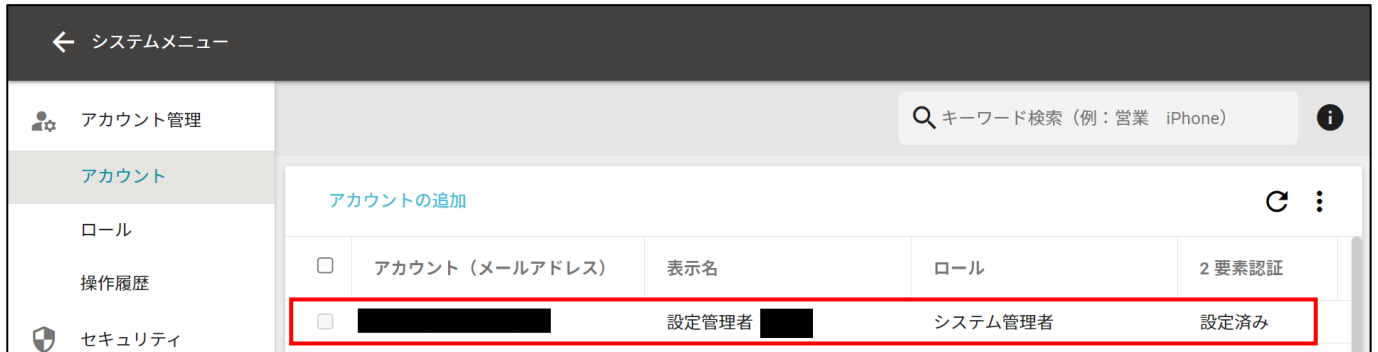 システムメニュー
アカウント管理
キーワード検索（例：営業　iPhone）
アカウント
アカウントの追加
ロール
アカウント（メールアドレス） 表示名 ロール 2 要素認証
操作履歴
設定管理者 システム管理者 設定済み
セキュリティ